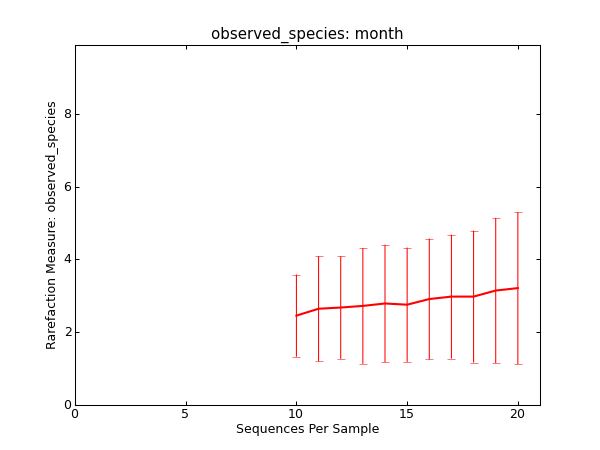 observed_species: month
Rarefaction Measure: observed_species
8
6
4
2
0
0 5 10 15 20
Sequences Per Sample